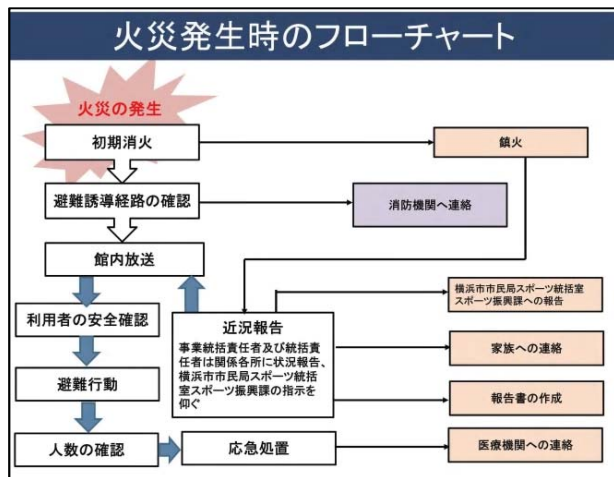 火災発生時のフローチャート
火災の発生
初期消火
鎮火
避難誘導経路の確認
消防機関へ連絡
館内放送
利用者の安全確認
避難行動
人数の確認
応急処置
近況報告
事業統括責任者及び統括責
任者は関係各所に状況報告、
横浜市市民局スポーツ統括
室スポーツ振興課の指示を
仰ぐ
横浜市市民局スポーツ統括室
スポーツ振興課への報告
家族への連絡
報告書の作成
医療機関への連絡